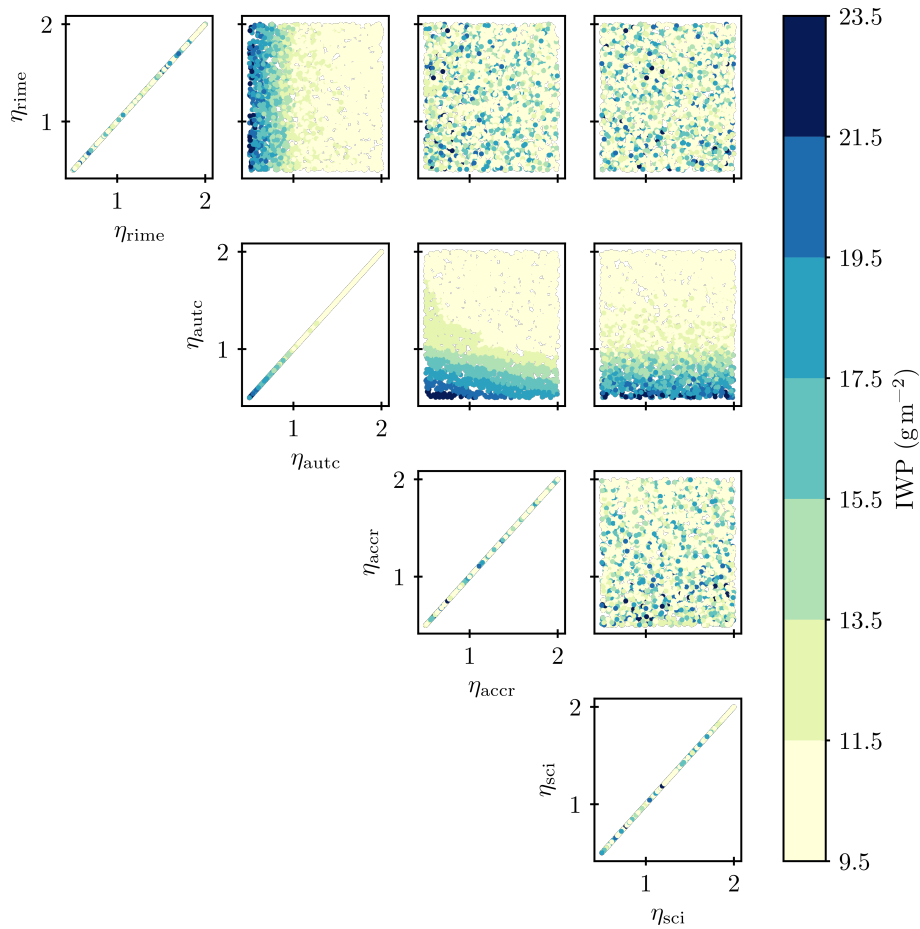 2
1
η_rime
1
2
η_rime
2
1
η_autc
1
2
η_autc
2
1
η_accr
1
2
η_accr
2
1
η_sci
1
2
η_sci
23.5
21.5
19.5
17.5
15.5
13.5
11.5
9.5
IWP (g m⁻²)